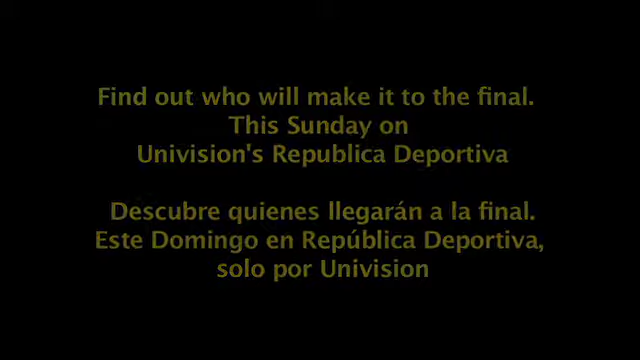 Find out who will make it to the final.
This Sunday on
Univision's Republica Deportiva
Descubre quienes llegarán a la final.
Este Domingo en República Deportiva,
solo por Univision